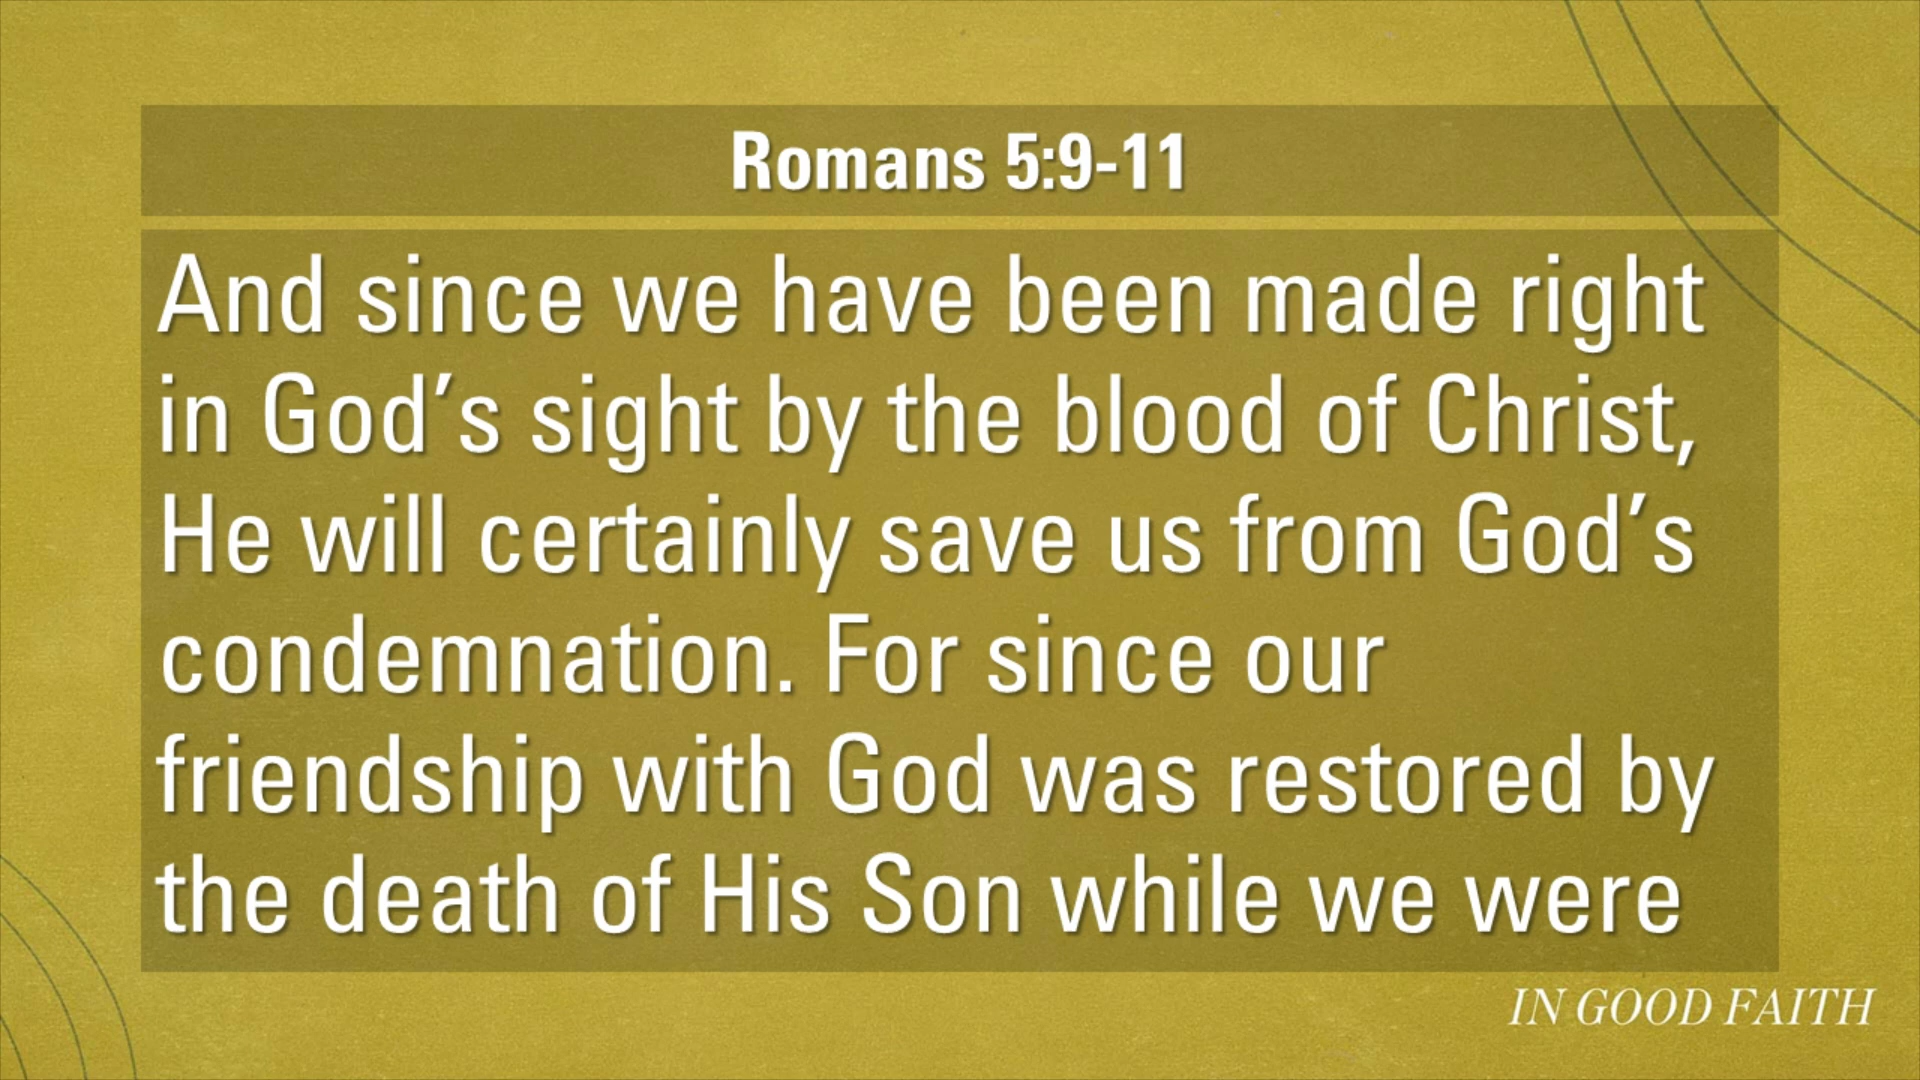 Romans 5:9-11
And since we have been made right
in God’s sight by the blood of Christ,
He will certainly save us from God’s
condemnation. For since our
friendship with God was restored by
the death of His Son while we were
IN GOOD FAITH